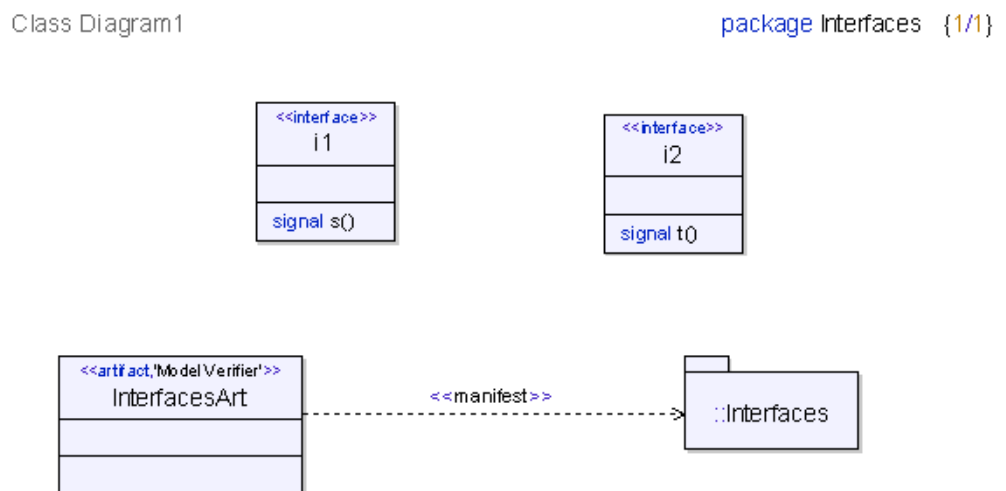 Class Diagram1
package Interfaces {1/1}
<<interface>>
i1
signal s()
<<interface>>
i2
signal t()
<<artifact,'Model Verifier'>>
InterfacesArt
<<manifest>>
::Interfaces